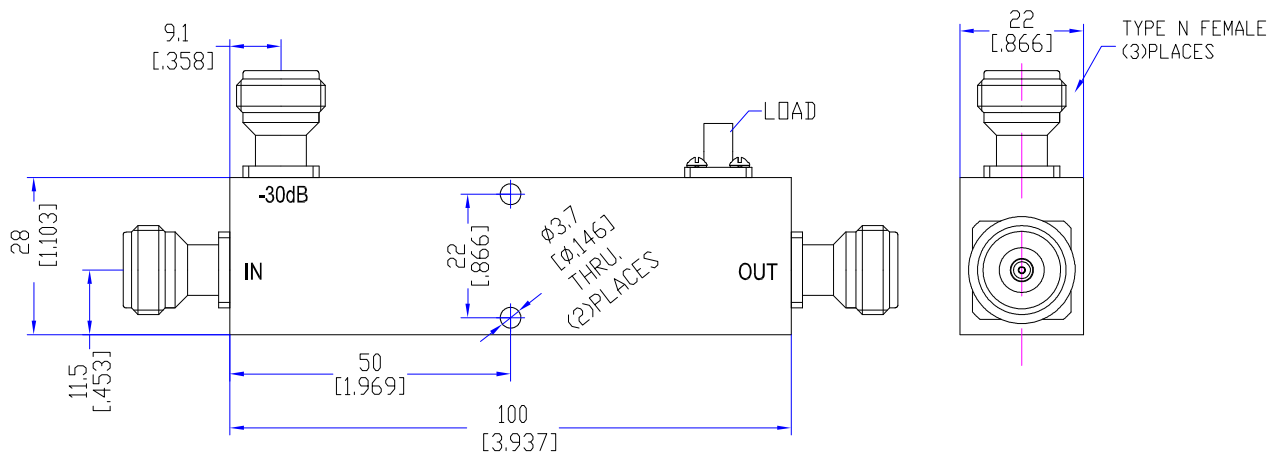 9.1
[.358]
22
[.866]
TYPE N FEMALE
(3)PLACES
LOAD
-30dB
28
[1.103]
22
[.866]
Ø3.7
[Ø.146]
THRU.
(2)PLACES
IN
OUT
11.5
[.453]
50
[1.969]
100
[3.937]